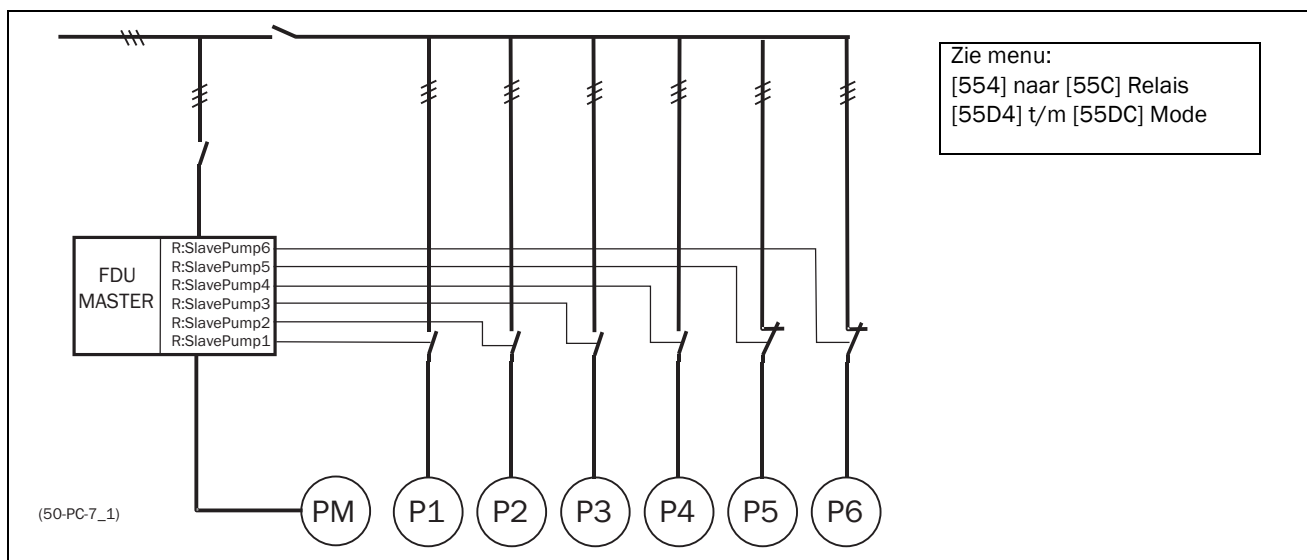 Zie menu:
[554] naar [55C] Relais
[55D4] t/m [55DC] Mode
FDU
MASTER
R:SlavePump6
R:SlavePump5
R:SlavePump4
R:SlavePump3
R:SlavePump2
R:SlavePump1
(50-PC-7_1)
PM
P1
P2
P3
P4
P5
P6